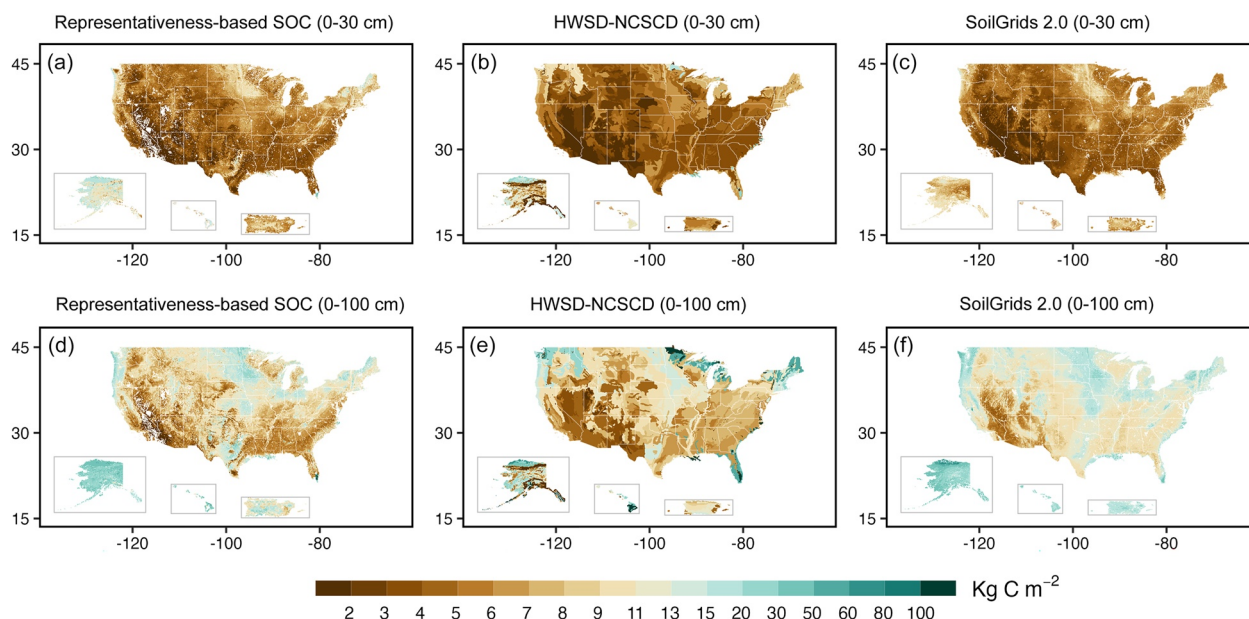 Representativeness-based SOC (0-30 cm)
HWSD-NCSCD (0-30 cm)
SoilGrids 2.0 (0-30 cm)
(a)
(b)
(c)
45
30
15
45
30
15
45
30
15
-120 -100 -80
-120 -100 -80
-120 -100 -80
Representativeness-based SOC (0-100 cm)
HWSD-NCSCD (0-100 cm)
SoilGrids 2.0 (0-100 cm)
(d)
(e)
(f)
45
30
15
45
30
15
45
30
15
-120 -100 -80
-120 -100 -80
-120 -100 -80
Kg C m⁻²
2 3 4 5 6 7 8 9 11 13 15 20 30 50 60 80 100